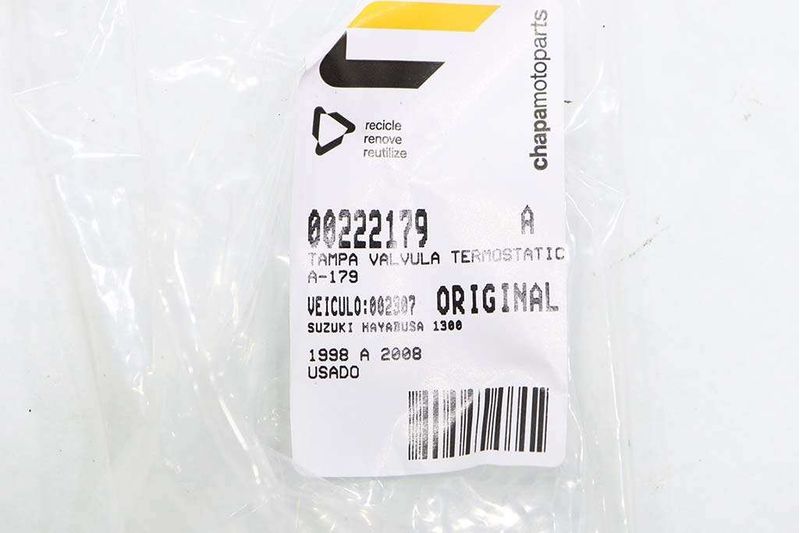 chapamotoparts
recicle
renove
reutilize
00222179 A
TAMPA VALVULA TERMOSTATIC
A-179
VEICULO:002307 ORIGINAL
SUZUKI HAYABUSA 1300
1998 A 2008
USADO